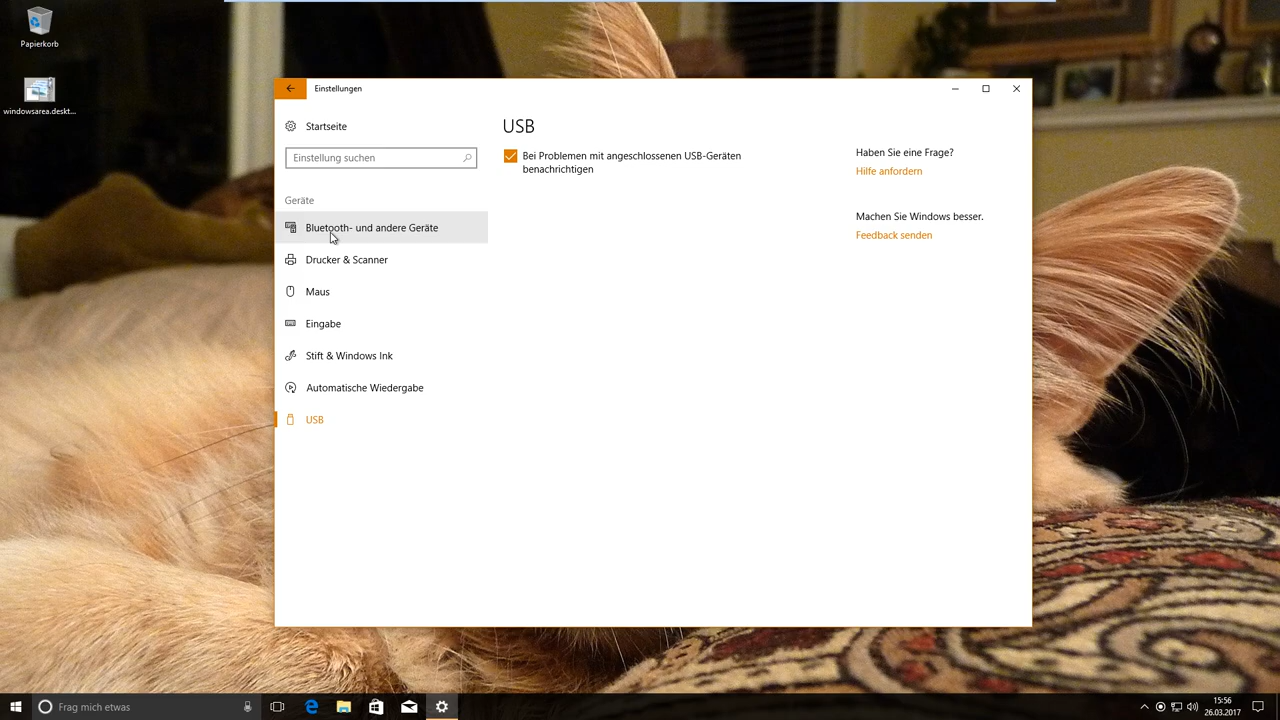 Papierkorb
windowsarea.deskt...
Einstellungen
Startseite
Einstellung suchen
Geräte
Bluetooth- und andere Geräte
Drucker & Scanner
Maus
Eingabe
Stift & Windows Ink
Automatische Wiedergabe
USB
USB
Bei Problemen mit angeschlossenen USB-Geräten
benachrichtigen
Haben Sie eine Frage?
Hilfe anfordern
Machen Sie Windows besser.
Feedback senden
Frag mich etwas
15:56
26.03.2017